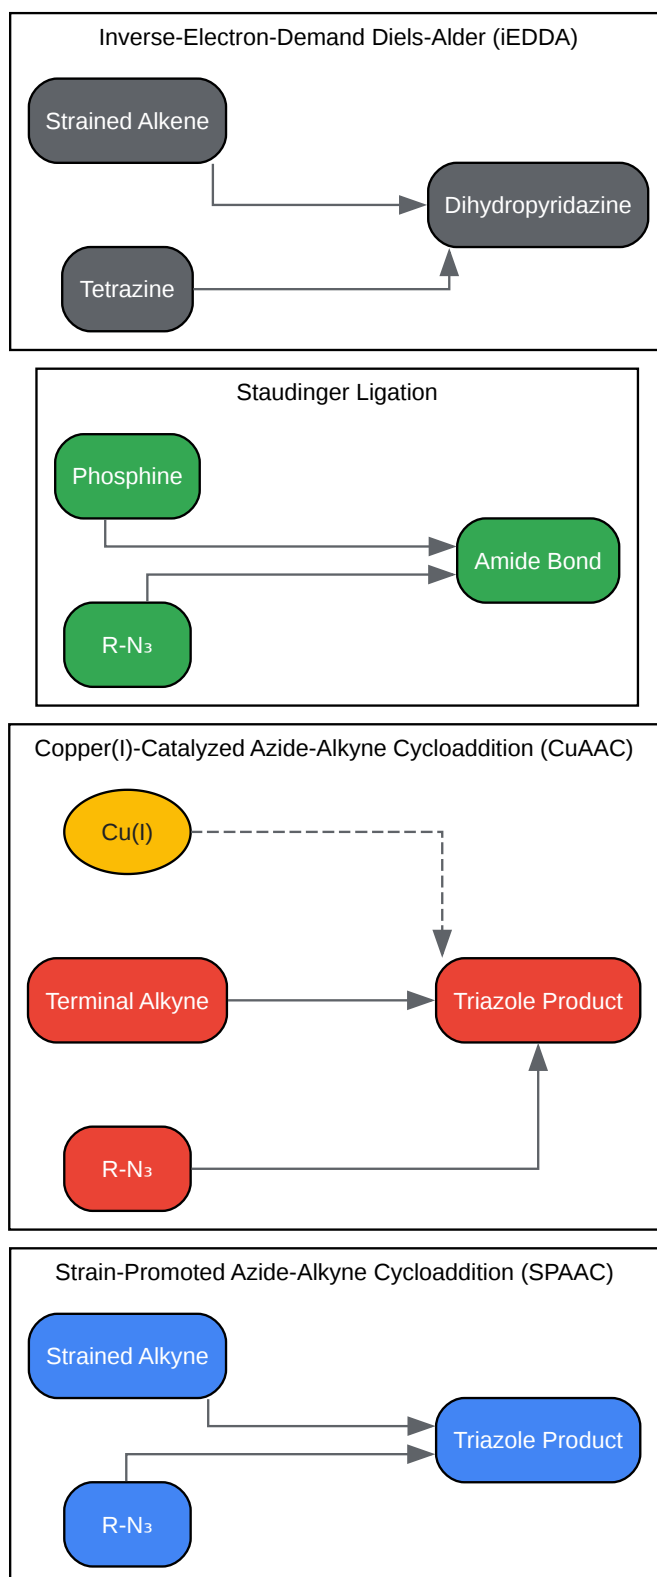 Inverse-Electron-Demand Diels-Alder (iEDDA)
Strained Alkene
Dihydropyridazine
Tetrazine
Staudinger Ligation
Phosphine
Amide Bond
R-N₃
Copper(I)-Catalyzed Azide-Alkyne Cycloaddition (CuAAC)
Cu(I)
Terminal Alkyne
Triazole Product
R-N₃
Strain-Promoted Azide-Alkyne Cycloaddition (SPAAC)
Strained Alkyne
Triazole Product
R-N₃